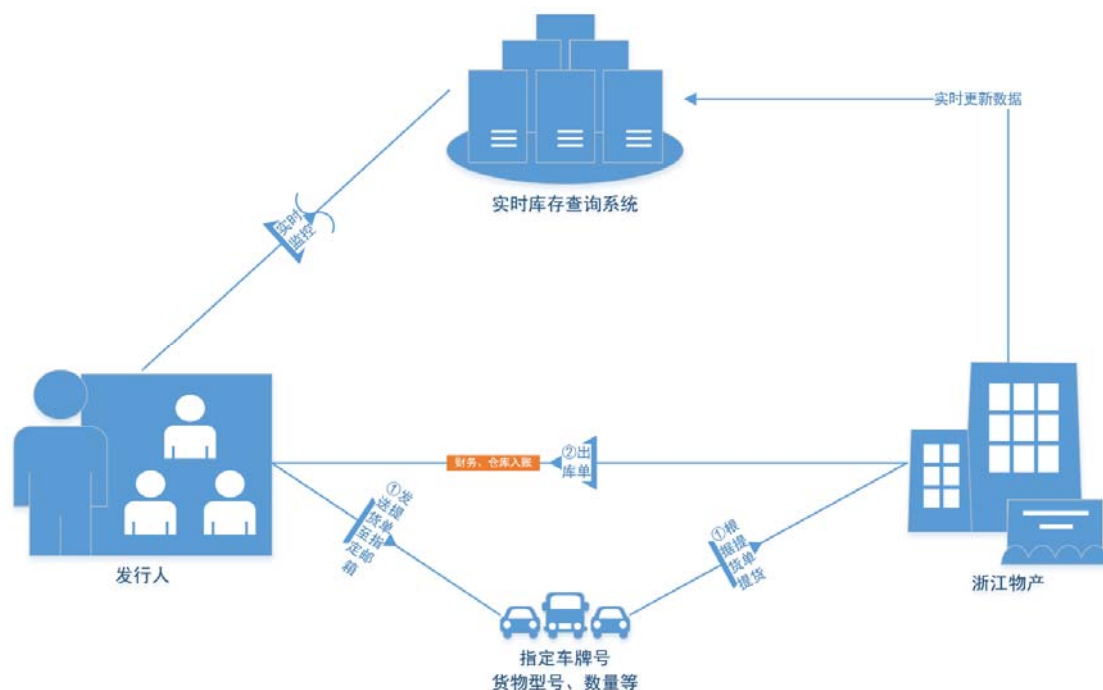 实时更新数据
实时库存查询系统
实时
监控
财务、仓库入账
②出
库单
①发
送提
货单
至指
定邮
箱
①根
据提
货单
提货
发行人
浙江物产
指定车牌号
货物型号、数量等